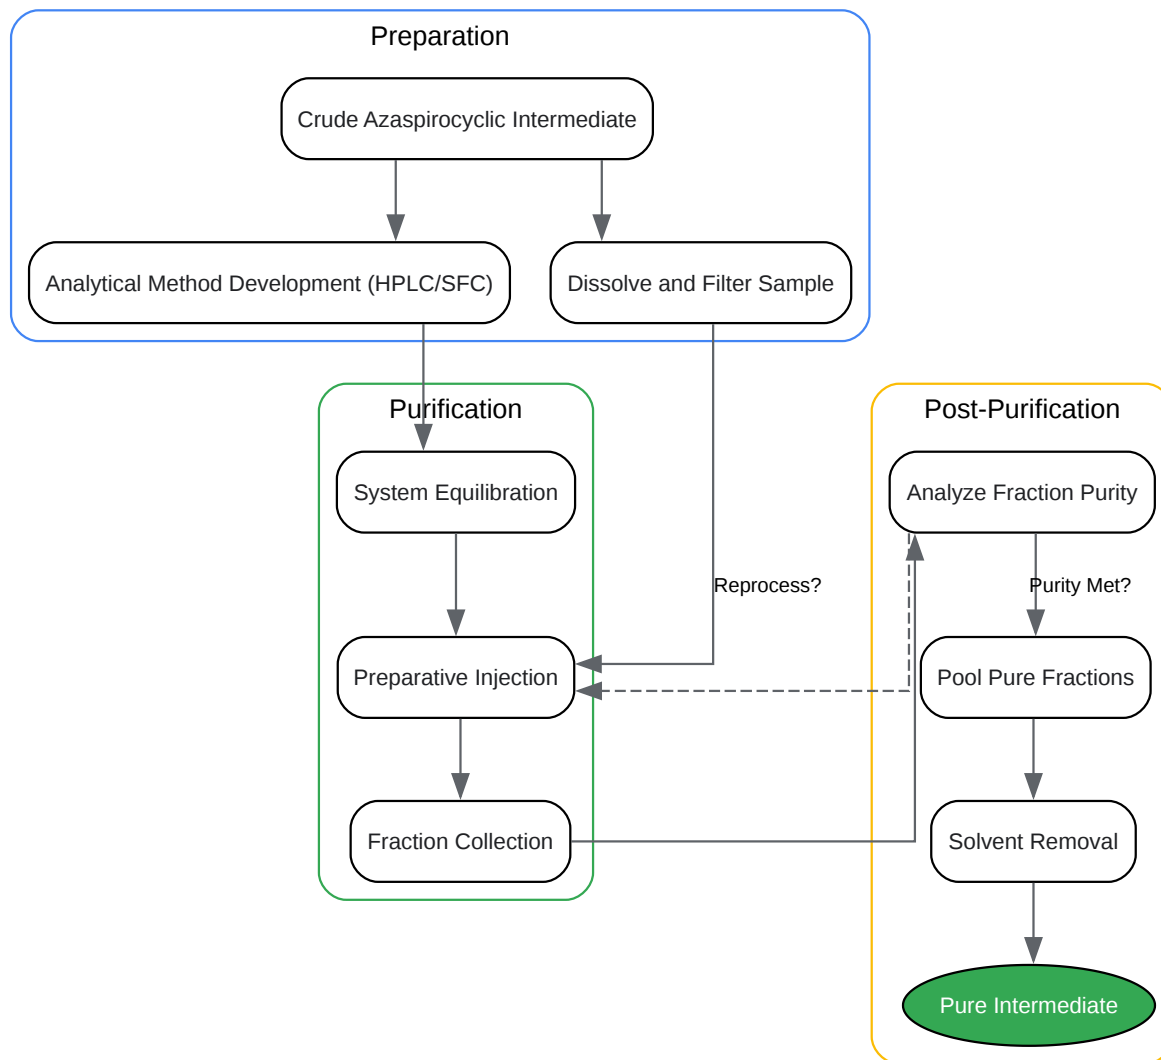 Preparation
Crude Azaspirocyclic Intermediate
Analytical Method Development (HPLC/SFC)
Dissolve and Filter Sample
Purification
Post-Purification
System Equilibration
Analyze Fraction Purity
Reprocess?
Purity Met?
Preparative Injection
Pool Pure Fractions
Fraction Collection
Solvent Removal
Pure Intermediate